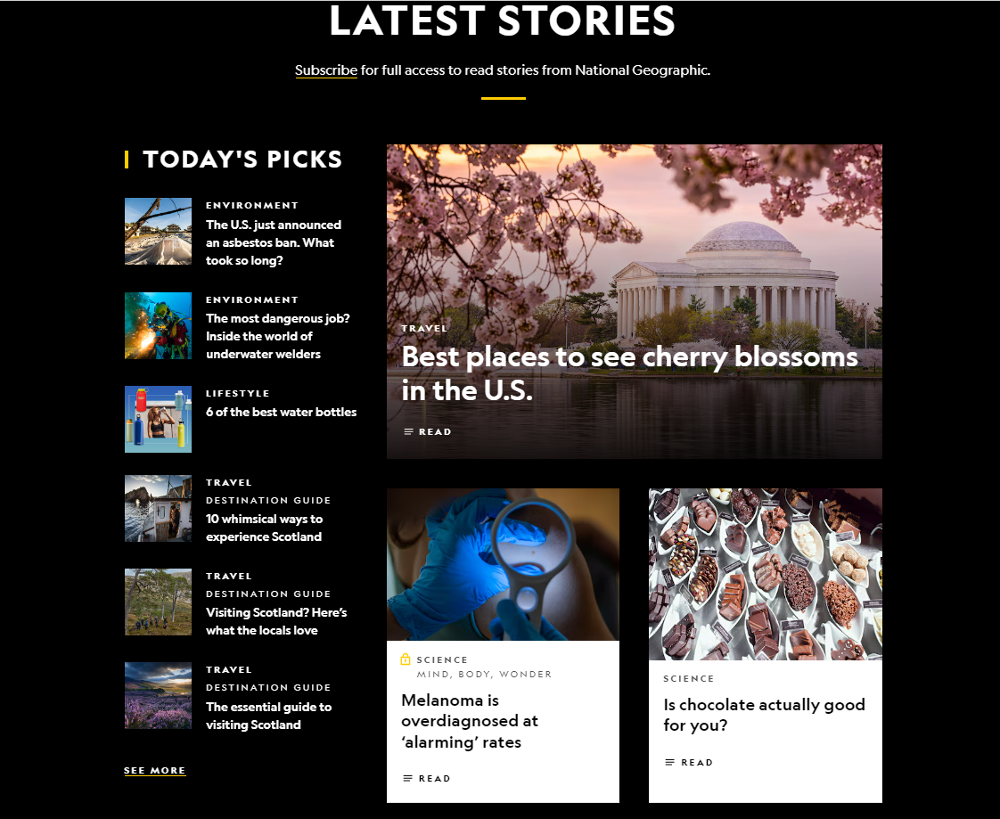 LATEST STORIES
Subscribe for full access to read stories from National Geographic.
TODAY'S PICKS
ENVIRONMENT
The U.S. just announced
an asbestos ban. What
took so long?
ENVIRONMENT
The most dangerous job?
Inside the world of
underwater welders
LIFESTYLE
6 of the best water bottles
TRAVEL
DESTINATION GUIDE
10 whimsical ways to
experience Scotland
TRAVEL
DESTINATION GUIDE
Visiting Scotland? Here’s
what the locals love
TRAVEL
DESTINATION GUIDE
The essential guide to
visiting Scotland
SEE MORE
TRAVEL
Best places to see cherry blossoms
in the U.S.
READ
SCIENCE
MIND, BODY, WONDER
Melanoma is
overdiagnosed at
‘alarming’ rates
READ
SCIENCE
Is chocolate actually good
for you?
READ